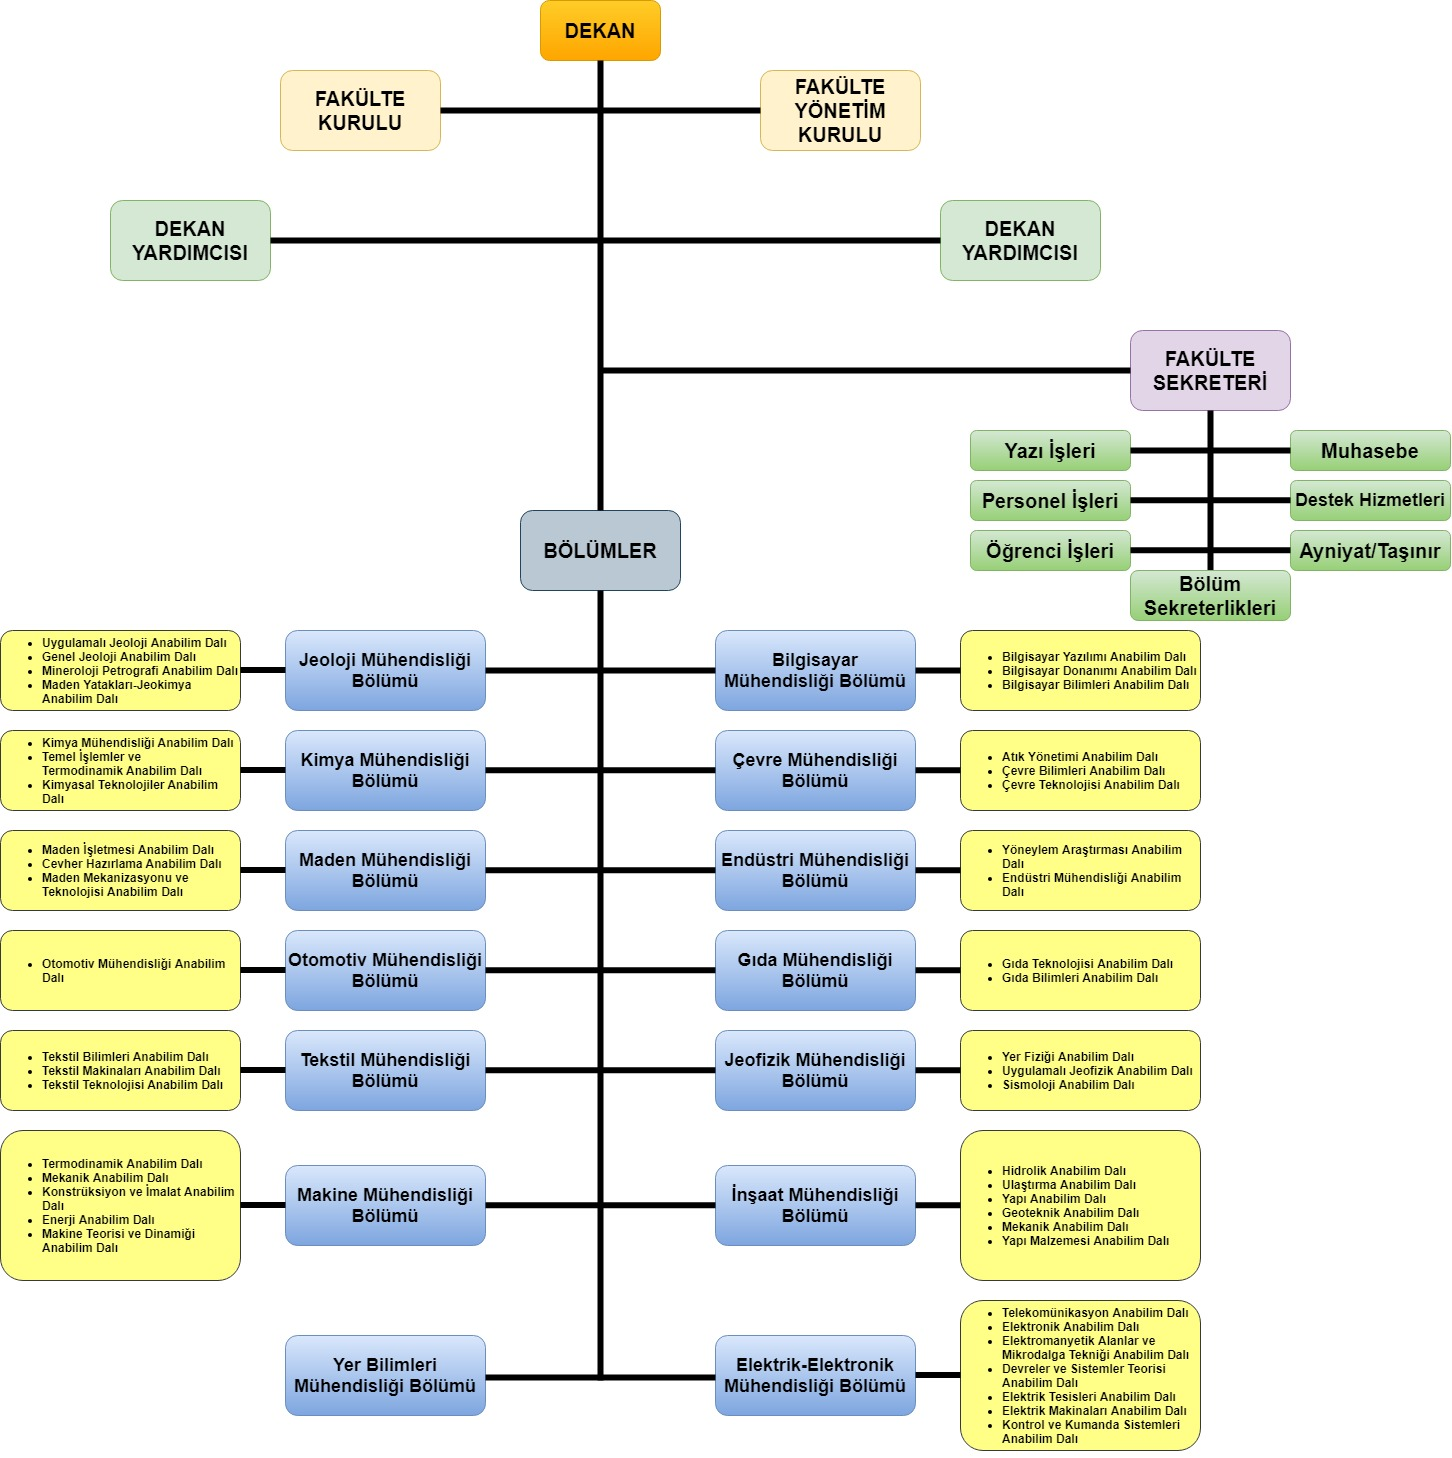 DEKAN
FAKÜLTE
KURULU
FAKÜLTE
YÖNETİM
KURULU
DEKAN
YARDIMCISI
DEKAN
YARDIMCISI
FAKÜLTE
SEKRETERİ
Yazı İşleri
Muhasebe
Personel İşleri
Destek Hizmetleri
Öğrenci İşleri
Ayniyat/Taşınır
Bölüm
Sekreterlikleri
BÖLÜMLER
• Uygulamalı Jeoloji Anabilim Dalı
• Genel Jeoloji Anabilim Dalı
• Mineroloji Petrografi Anabilim Dalı
• Maden Yatakları-Jeokimya
Anabilim Dalı
Jeoloji Mühendisliği
Bölümü
Bilgisayar
Mühendisliği Bölümü
• Bilgisayar Yazılımı Anabilim Dalı
• Bilgisayar Donanımı Anabilim Dalı
• Bilgisayar Bilimleri Anabilim Dalı
• Kimya Mühendisliği Anabilim Dalı
• Temel İşlemler ve
Termodinamik Anabilim Dalı
• Kimyasal Teknolojiler Anabilim
Dalı
Kimya Mühendisliği
Bölümü
Çevre Mühendisliği
Bölümü
• Atık Yönetimi Anabilim Dalı
• Çevre Bilimleri Anabilim Dalı
• Çevre Teknolojisi Anabilim Dalı
• Maden İşletmesi Anabilim Dalı
• Cevher Hazırlama Anabilim Dalı
• Maden Mekanizasyonu ve
Teknolojisi Anabilim Dalı
Maden Mühendisliği
Bölümü
Endüstri Mühendisliği
Bölümü
• Yöneylem Araştırması Anabilim
Dalı
• Endüstri Mühendisliği Anabilim
Dalı
• Otomotiv Mühendisliği Anabilim
Dalı
Otomotiv Mühendisliği
Bölümü
Gıda Mühendisliği
Bölümü
• Gıda Teknolojisi Anabilim Dalı
• Gıda Bilimleri Anabilim Dalı
• Tekstil Bilimleri Anabilim Dalı
• Tekstil Makinaları Anabilim Dalı
• Tekstil Teknolojisi Anabilim Dalı
Tekstil Mühendisliği
Bölümü
Jeofizik Mühendisliği
Bölümü
• Yer Fiziği Anabilim Dalı
• Uygulamalı Jeofizik Anabilim Dalı
• Sismoloji Anabilim Dalı
• Termodinamik Anabilim Dalı
• Mekanik Anabilim Dalı
• Konstrüksiyon ve İmalat Anabilim
Dalı
• Enerji Anabilim Dalı
• Makine Teorisi ve Dinamiği
Anabilim Dalı
Makine Mühendisliği
Bölümü
İnşaat Mühendisliği
Bölümü
• Hidrolik Anabilim Dalı
• Ulaştırma Anabilim Dalı
• Yapı Anabilim Dalı
• Geoteknik Anabilim Dalı
• Mekanik Anabilim Dalı
• Yapı Malzemesi Anabilim Dalı
Yer Bilimleri
Mühendisliği Bölümü
Elektrik-Elektronik
Mühendisliği Bölümü
• Telekomünikasyon Anabilim Dalı
• Elektronik Anabilim Dalı
• Elektromanyetik Alanlar ve
Mikrodalga Tekniği Anabilim Dalı
• Devreler ve Sistemler Teorisi
Anabilim Dalı
• Elektrik Tesisleri Anabilim Dalı
• Elektrik Makinaları Anabilim Dalı
• Kontrol ve Kumanda Sistemleri
Anabilim Dalı